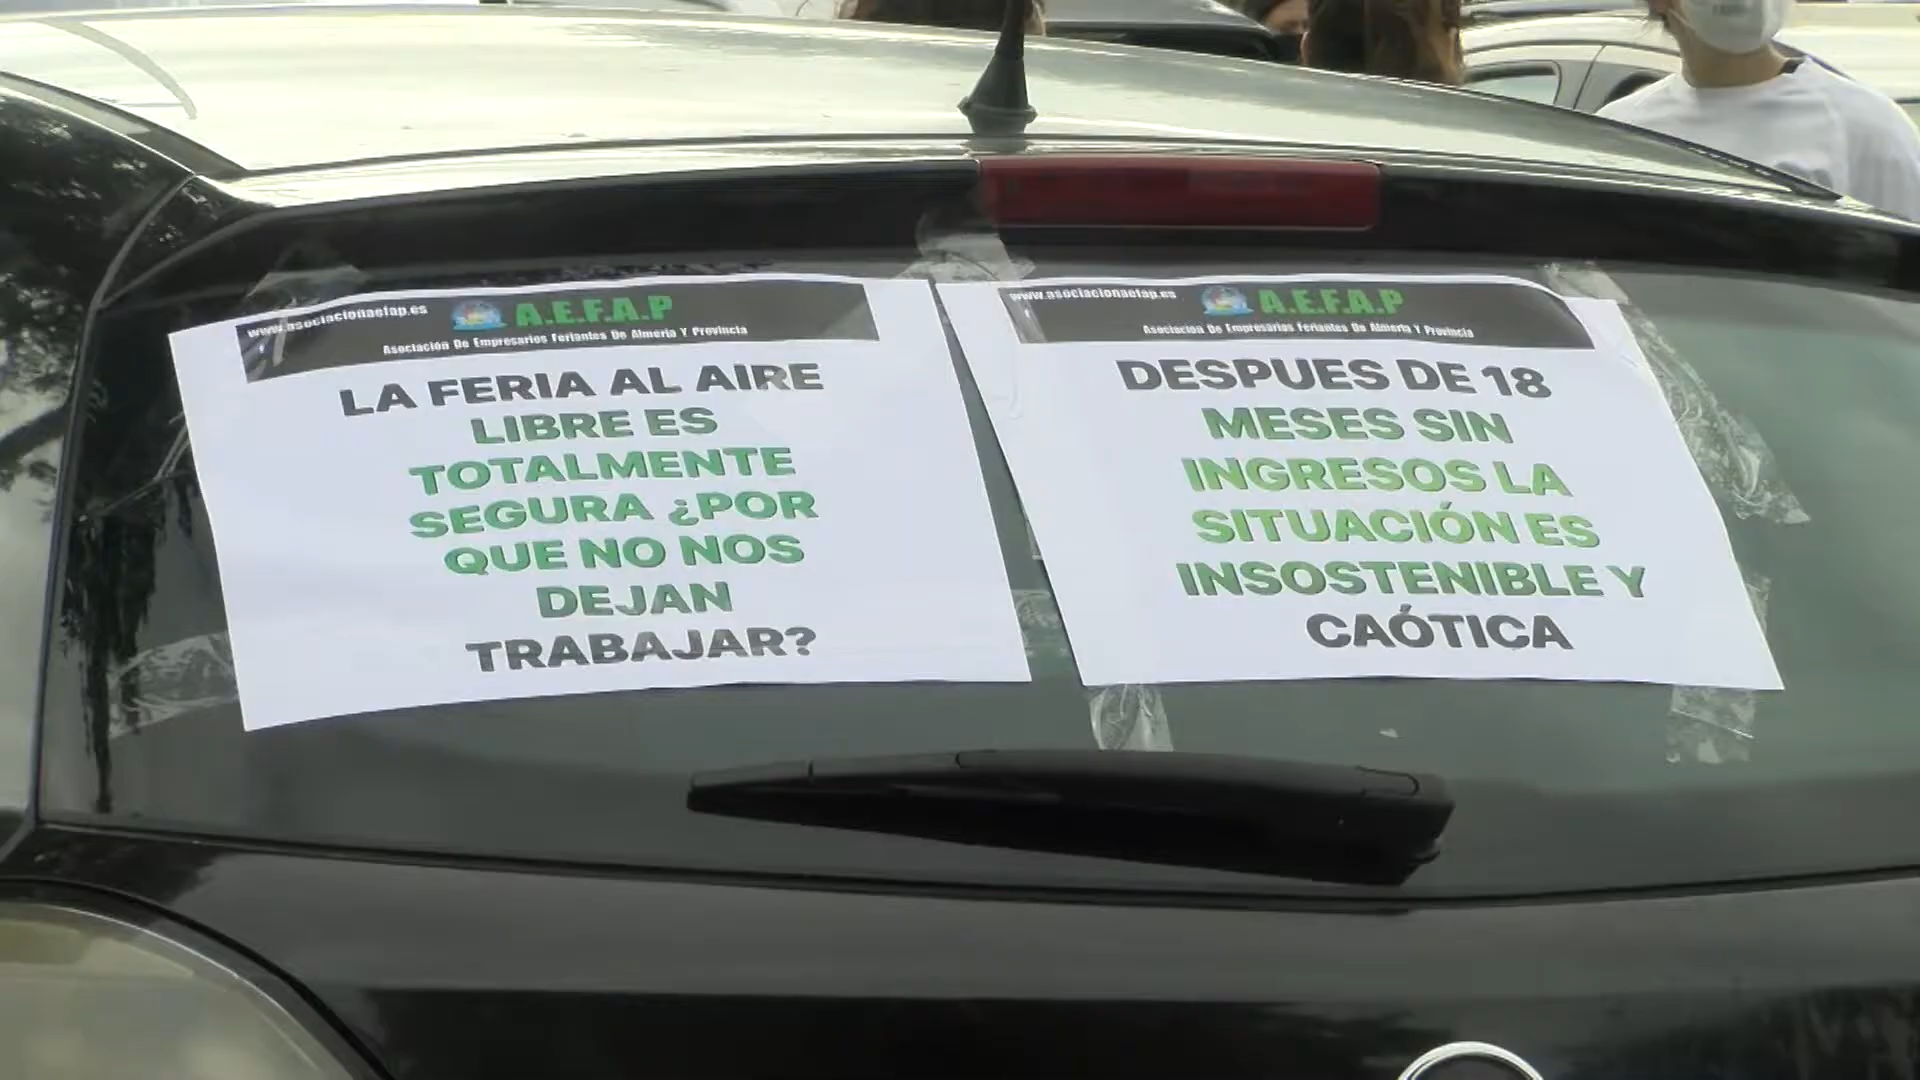 www.asociacionaefap.es
A.E.F.A.P
Asociación De Empresarios Feriantes De Almeria Y Provincia
LA FERIA AL AIRE
LIBRE ES
TOTALMENTE
SEGURA ¿POR
QUE NO NOS
DEJAN
TRABAJAR?
www.asociacionaefap.es
A.E.F.A.P
Asociación De Empresarios Feriantes De Almeria Y Provincia
DESPUES DE 18
MESES SIN
INGRESOS LA
SITUACIÓN ES
INSOSTENIBLE Y
CAÓTICA